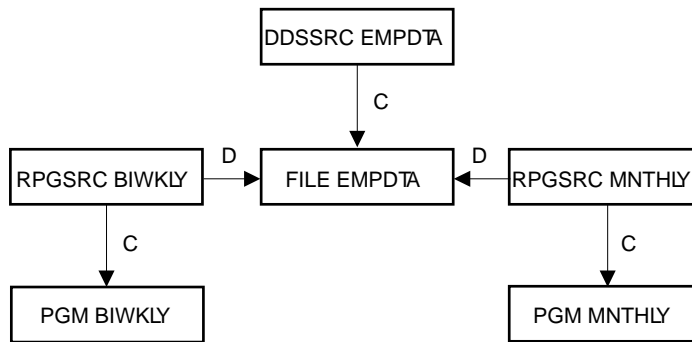 DDSSRC EMPDTA
C
D
D
RPGSRC BIWKLY
FILE EMPDTA
RPGSRC MNTHLY
C
C
PGM BIWKLY
PGM MNTHLY